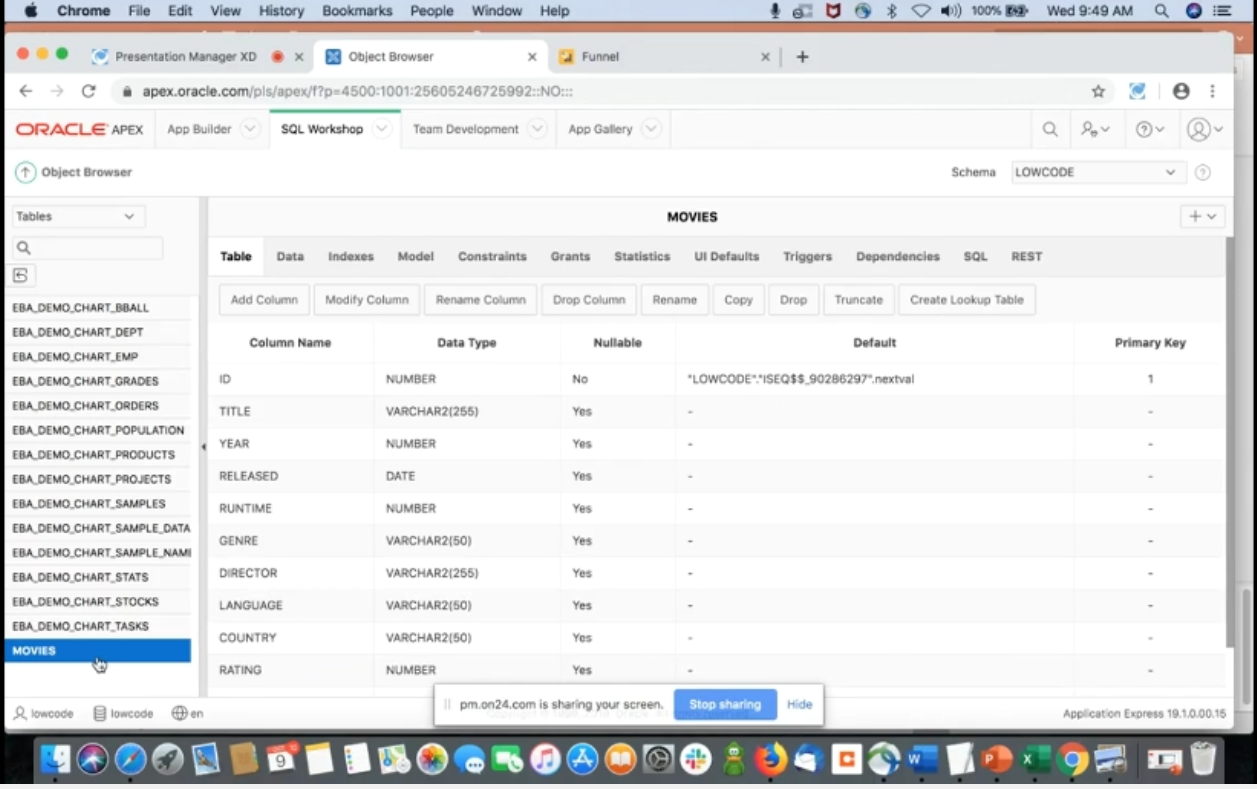 Chrome File Edit View History Bookmarks People Window Help 100% Wed 9:49 AM
Presentation Manager XD Object Browser Funnel
apex.oracle.com/pls/apex/f?p=4500:1001:25605246725992::NO:::
ORACLE APEX App Builder SQL Workshop Team Development App Gallery
Object Browser Schema LOWCODE
Tables
MOVIES
Table Data Indexes Model Constraints Grants Statistics UI Defaults Triggers Dependencies SQL REST
Add Column Modify Column Rename Column Drop Column Rename Copy Drop Truncate Create Lookup Table
EBA_DEMO_CHART_BBALL
EBA_DEMO_CHART_DEPT
EBA_DEMO_CHART_EMP
EBA_DEMO_CHART_GRADES
EBA_DEMO_CHART_ORDERS
EBA_DEMO_CHART_POPULATION
EBA_DEMO_CHART_PRODUCTS
EBA_DEMO_CHART_PROJECTS
EBA_DEMO_CHART_SAMPLES
EBA_DEMO_CHART_SAMPLE_DATA
EBA_DEMO_CHART_SAMPLE_NAME
EBA_DEMO_CHART_STATS
EBA_DEMO_CHART_STOCKS
EBA_DEMO_CHART_TASKS
MOVIES
Column Name Data Type Nullable Default Primary Key
ID NUMBER No "LOWCODE"."ISEQ$$_90286297".nextval 1
TITLE VARCHAR2(255) Yes - -
YEAR NUMBER Yes - -
RELEASED DATE Yes - -
RUNTIME NUMBER Yes - -
GENRE VARCHAR2(50) Yes - -
DIRECTOR VARCHAR2(255) Yes - -
LANGUAGE VARCHAR2(50) Yes - -
COUNTRY VARCHAR2(50) Yes - -
RATING NUMBER Yes - -
pm.on24.com is sharing your screen. Stop sharing Hide
lowcode lowcode en Application Express 19.1.0.00.15
9